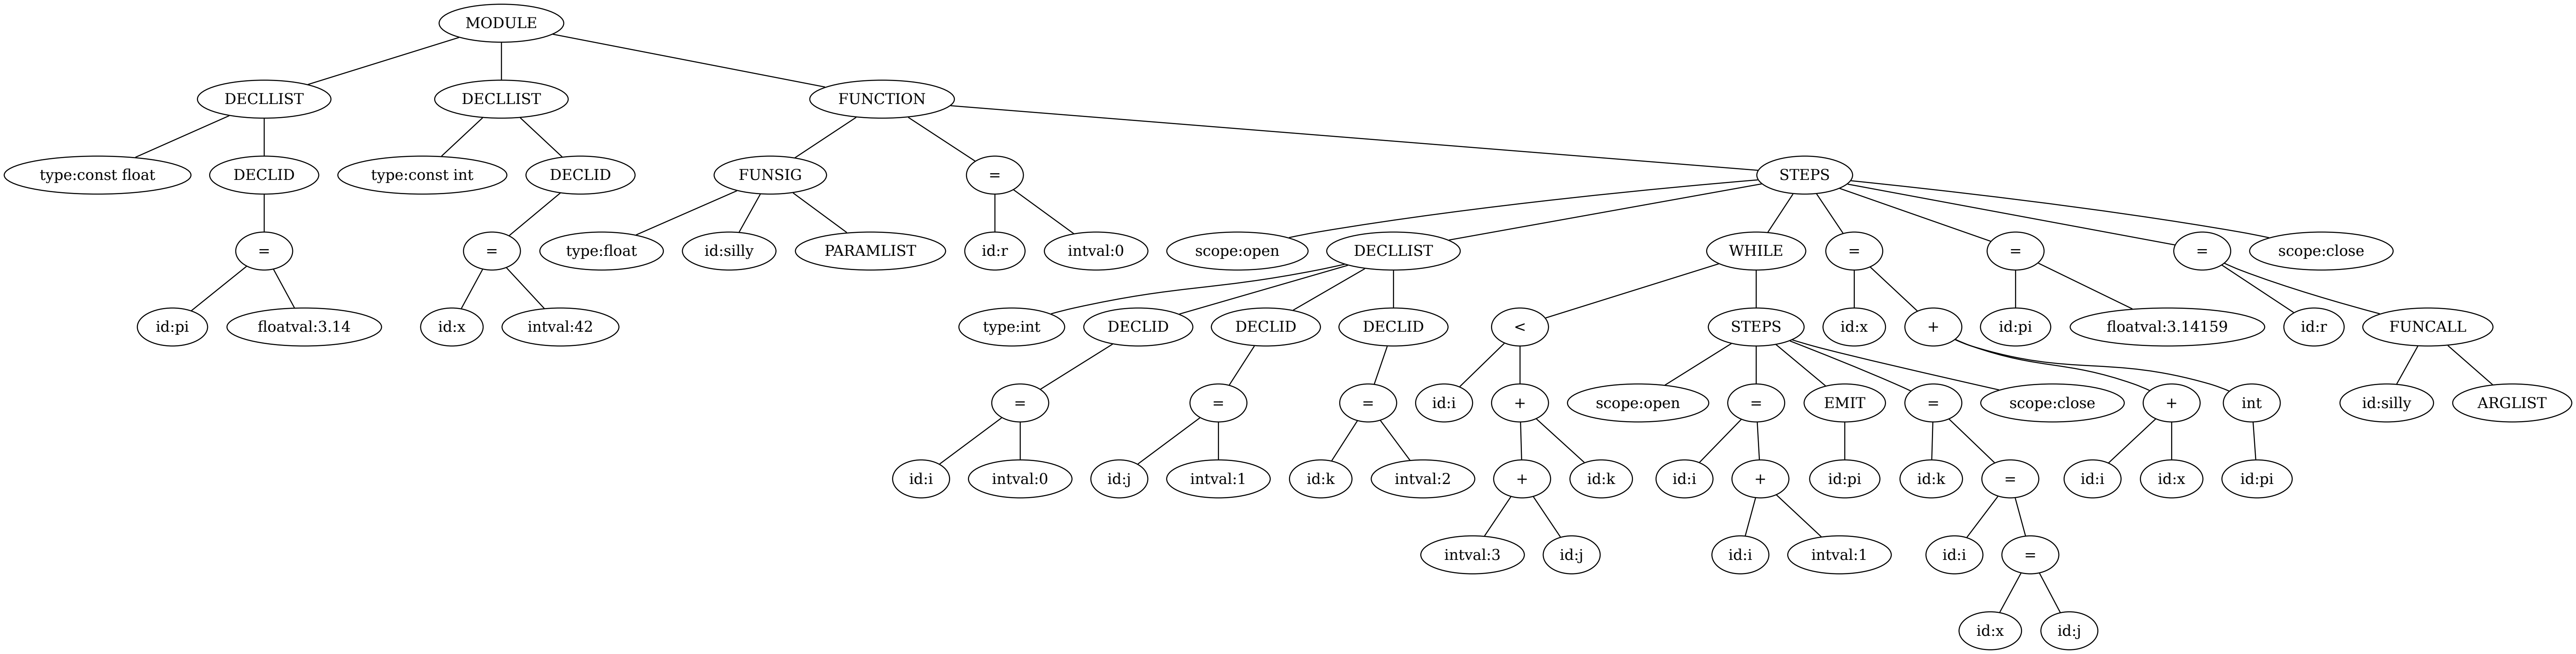 MODULE
DECLLIST DECLLIST FUNCTION
type:const float DECLID type:const int DECLID FUNSIG = STEPS
= = type:float id:silly PARAMLIST id:r intval:0 scope:open DECLLIST WHILE = = = scope:close
id:pi floatval:3.14 id:x intval:42 type:int DECLID DECLID DECLID < STEPS id:x + id:pi floatval:3.14159 id:r FUNCALL
= = = id:i + scope:open = EMIT = scope:close + int id:silly ARGLIST
id:i intval:0 id:j intval:1 id:k intval:2 + id:k id:i + id:pi id:k = id:i id:x id:pi
intval:3 id:j id:i intval:1 id:i =
id:x id:j